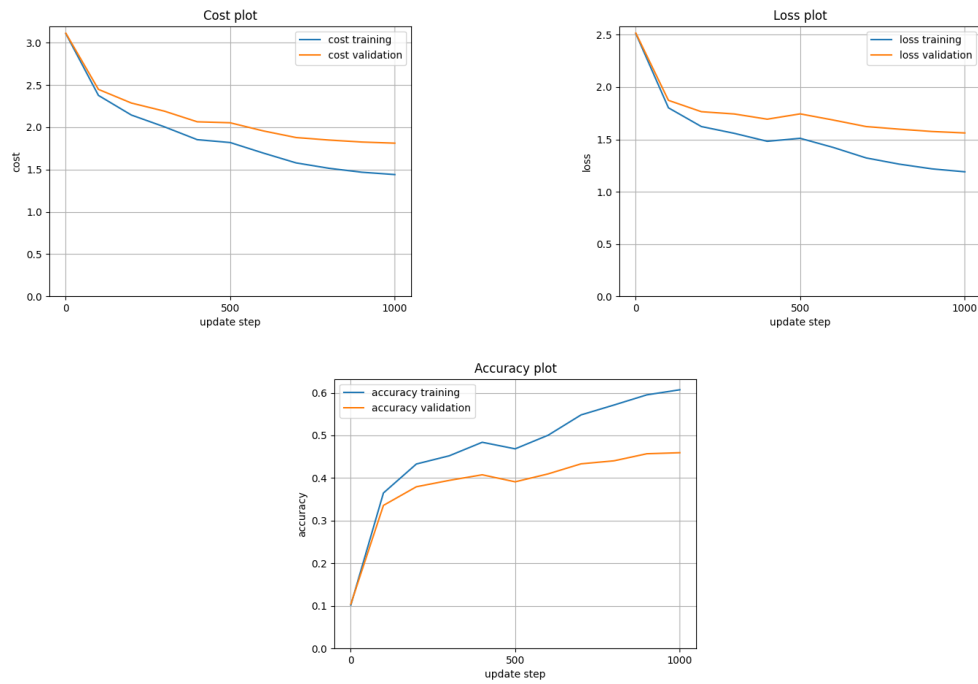 Cost plot
cost training
cost validation
3.0
2.5
2.0
1.5
1.0
0.5
0.0
cost
0
500
1000
update step
Loss plot
loss training
loss validation
2.5
2.0
1.5
1.0
0.5
0.0
loss
0
500
1000
update step
Accuracy plot
accuracy training
accuracy validation
0.6
0.5
0.4
0.3
0.2
0.1
0.0
accuracy
0
500
1000
update step